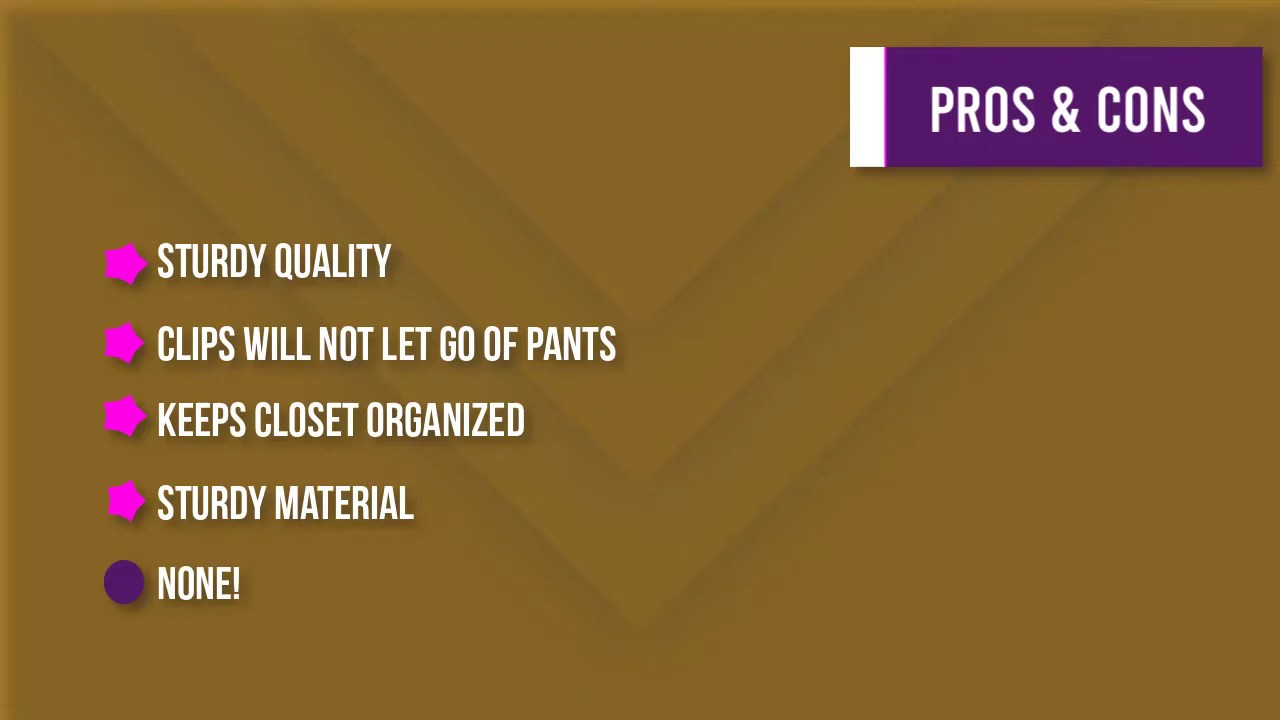 PROS & CONS
STURDY QUALITY
CLIPS WILL NOT LET GO OF PANTS
KEEPS CLOSET ORGANIZED
STURDY MATERIAL
NONE!